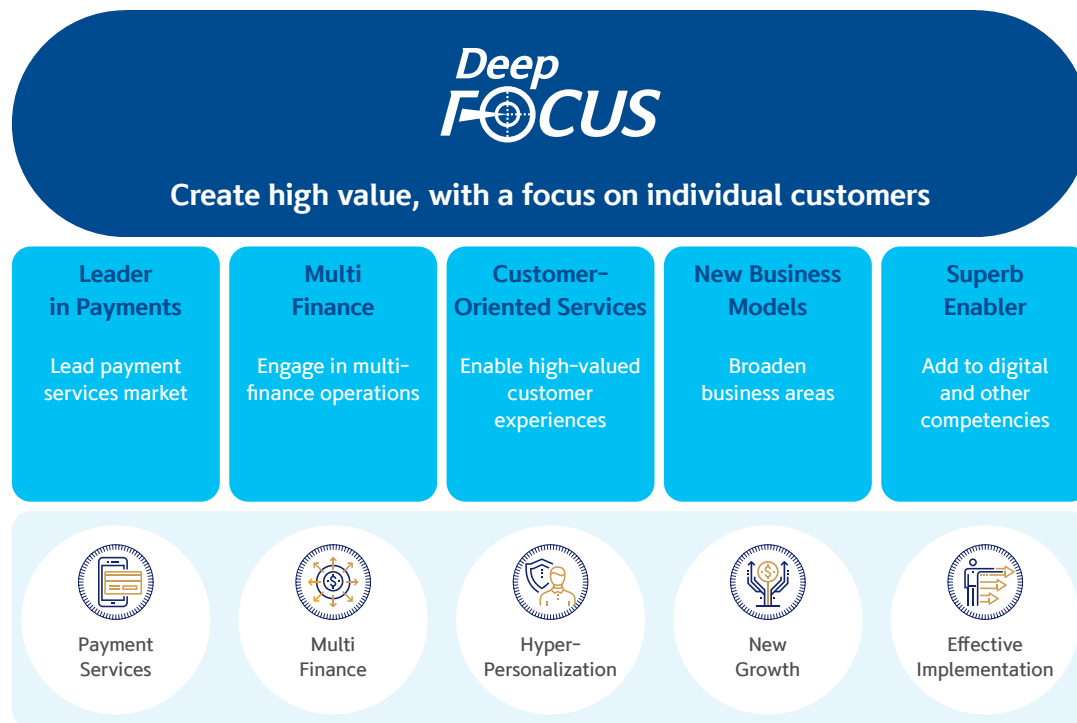 Deep
FOCUS
Create high value, with a focus on individual customers
Leader
in Payments
Lead payment
services market
Multi
Finance
Engage in multi-
finance operations
Customer-
Oriented Services
Enable high-valued
customer
experiences
New Business
Models
Broaden
business areas
Superb
Enabler
Add to digital
and other
competencies
Payment
Services
Multi
Finance
Hyper-
Personalization
New
Growth
Effective
Implementation